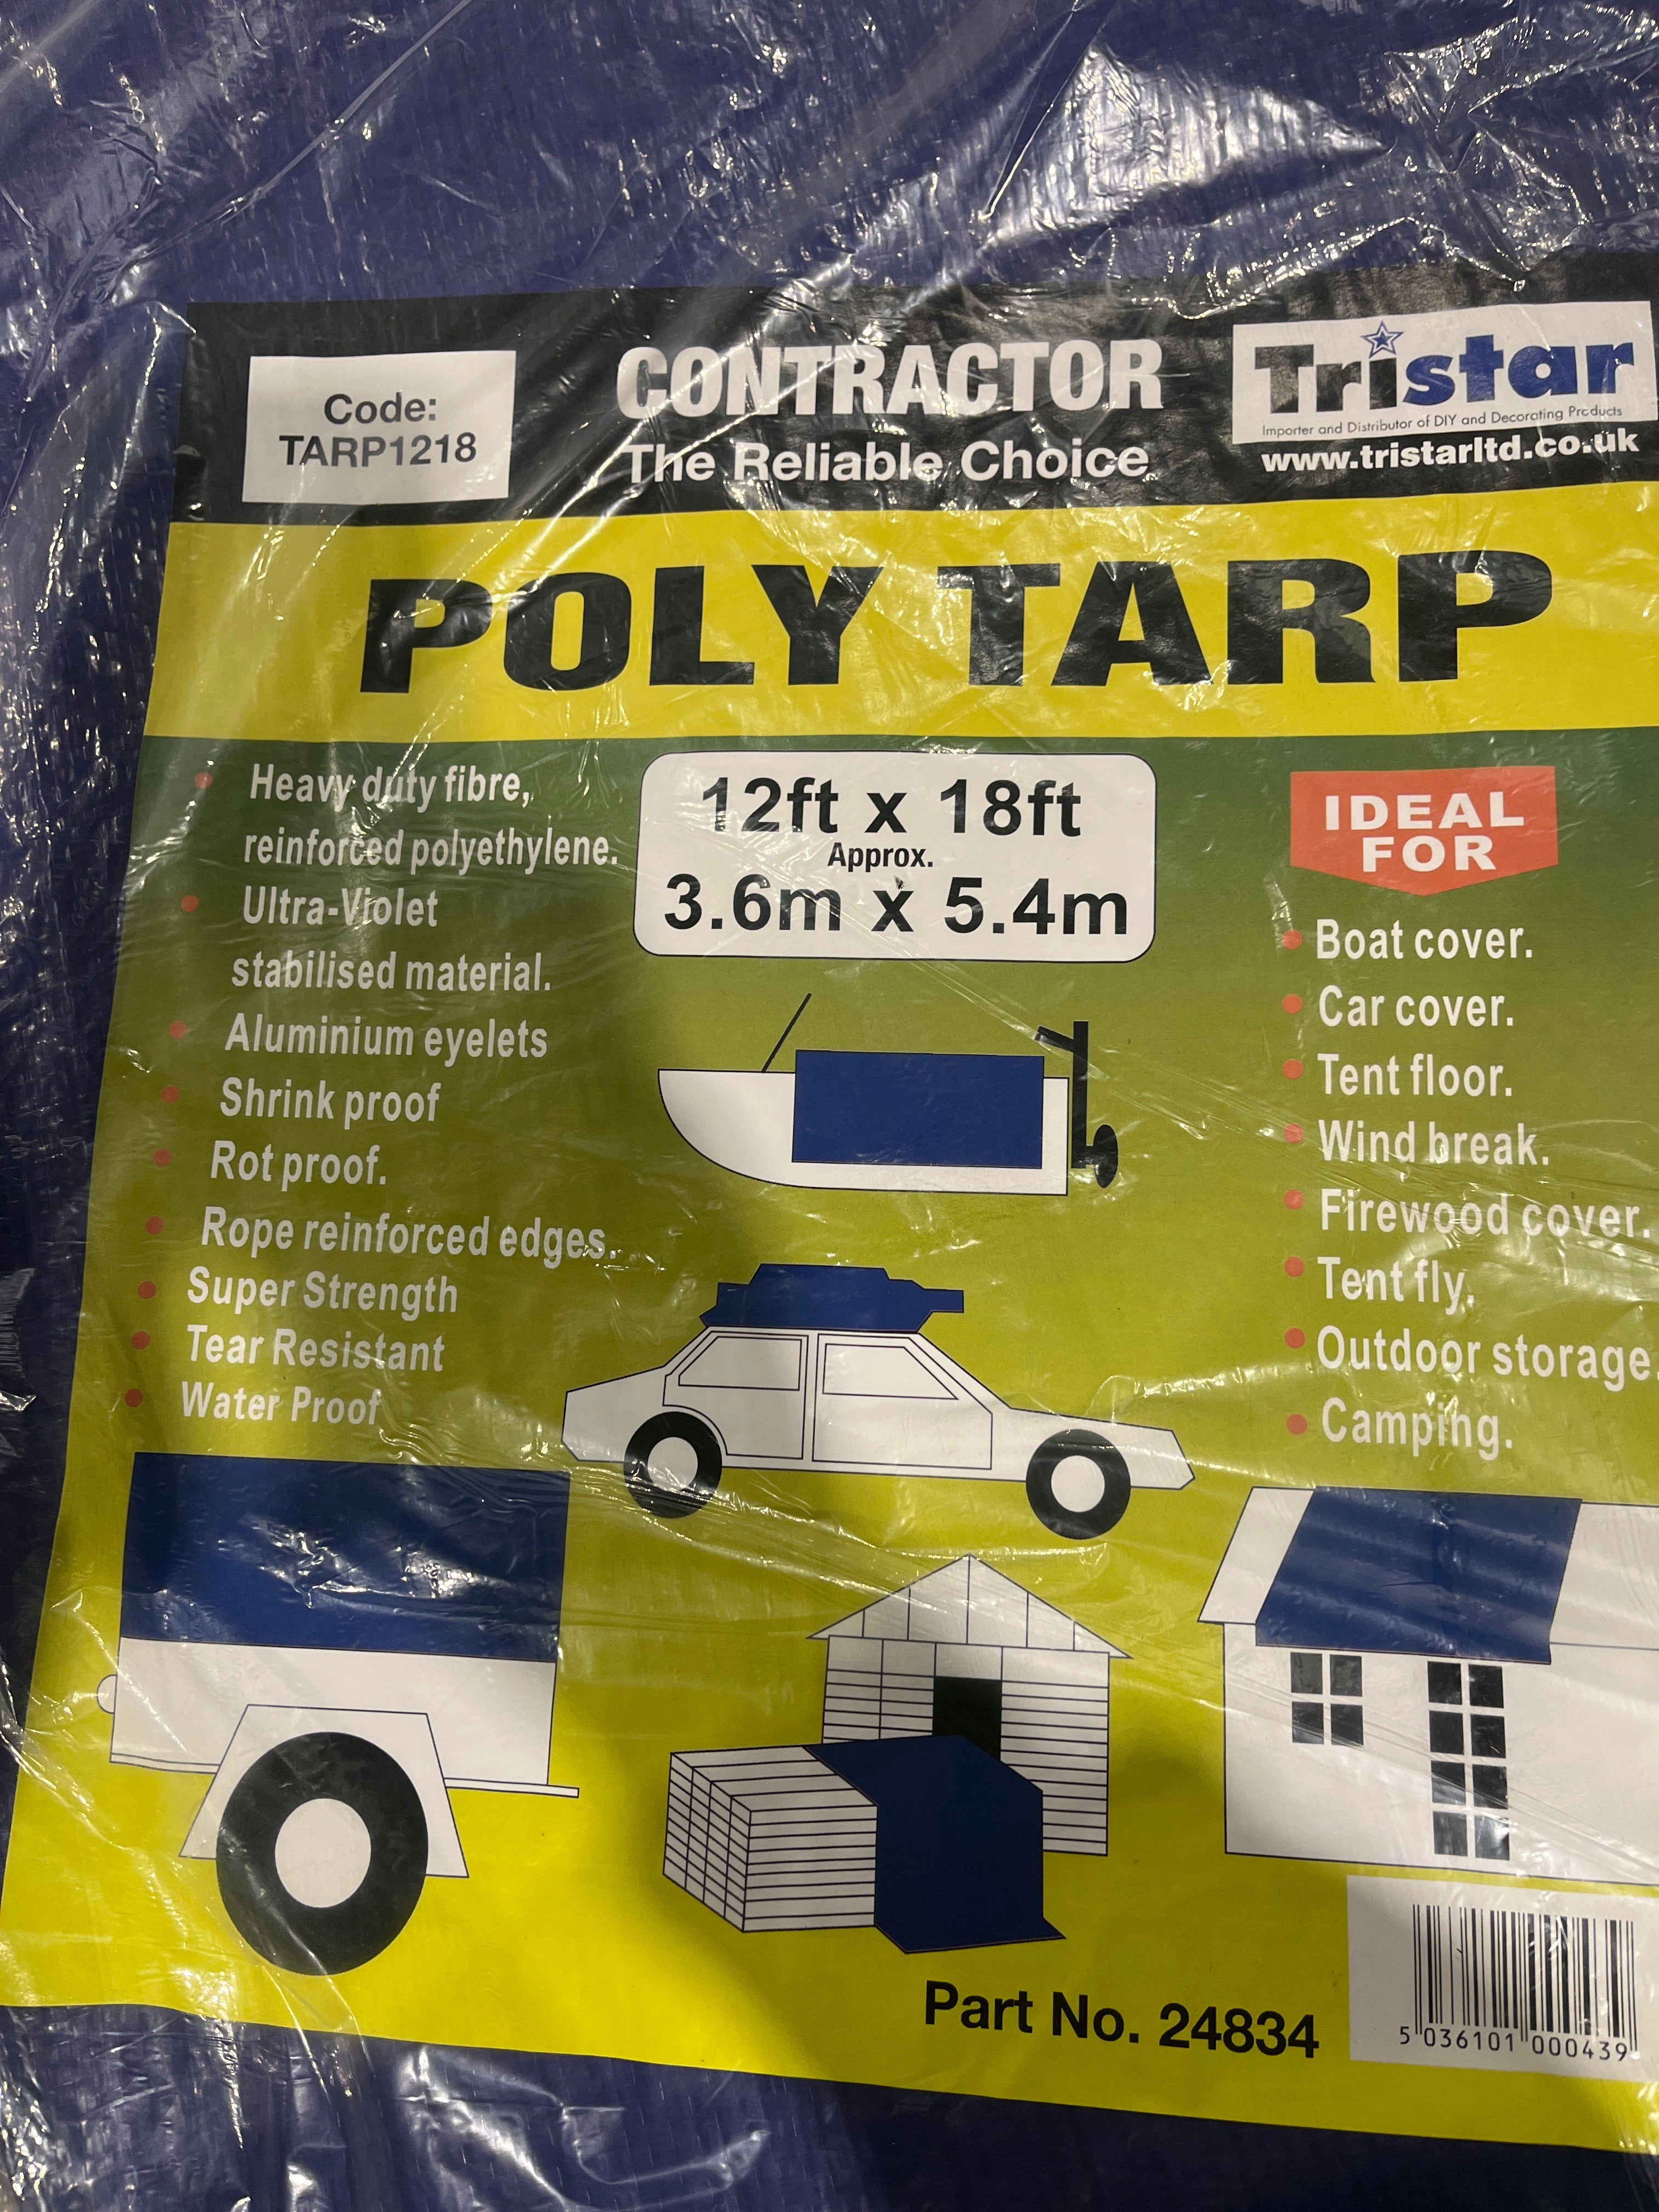 Code:
TARP1218
CONTRACTOR
The Reliable Choice
Tristar
Importer and Distributor of DIY and Decorating Products
www.tristarltd.co.uk
POLY TARP
Heavy duty fibre,
reinforced polyethylene.
Ultra-Violet
stabilised material.
Aluminium eyelets
Shrink proof
Rot proof.
Rope reinforced edges.
Super Strength
Tear Resistant
Water Proof
12ft x 18ft
Approx.
3.6m x 5.4m
IDEAL
FOR
Boat cover.
Car cover.
Tent floor.
Wind break.
Firewood cover.
Tent fly.
Outdoor storage.
Camping.
Part No. 24834
5 036101 000439